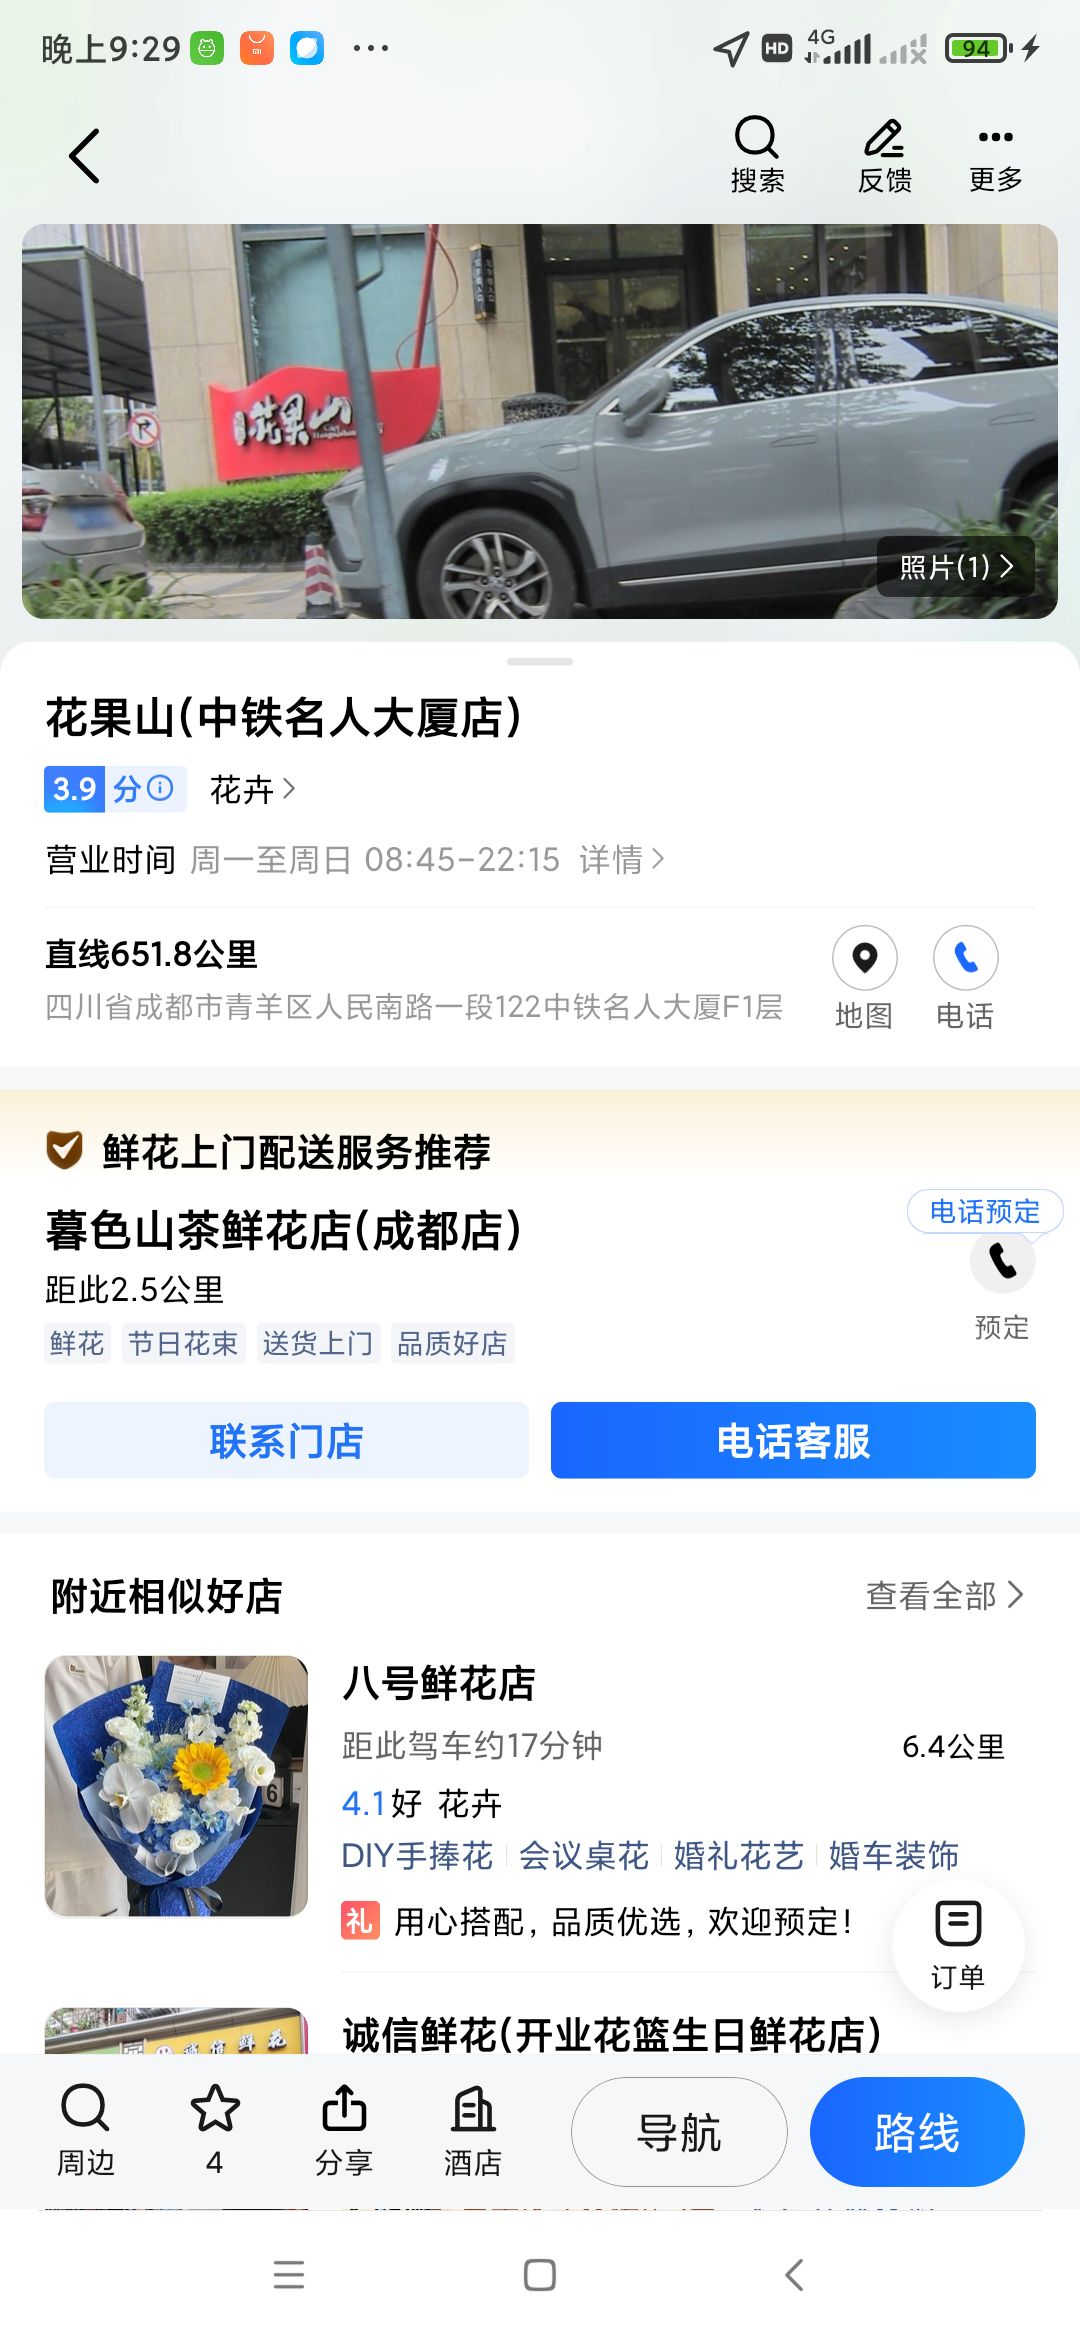 晚上9:29
HD
4G
94
搜索
反馈
更多
花果山
照片(1)
花果山(中铁名人大厦店)
3.9分
花卉
营业时间 周一至周日 08:45-22:15 详情
直线651.8公里
四川省成都市青羊区人民南路一段122中铁名人大厦F1层
地图
电话
鲜花上门配送服务推荐
暮色山茶鲜花店(成都店)
电话预定
距此2.5公里
预定
鲜花 节日花束 送货上门 品质好店
联系门店
电话客服
附近相似好店
查看全部
八号鲜花店
距此驾车约17分钟
6.4公里
4.1好 花卉
DIY手捧花 会议桌花 婚礼花艺 婚车装饰
礼 用心搭配, 品质优选, 欢迎预定!
订单
诚信鲜花(开业花篮生日鲜花店)
诚信鲜花
周边
4
分享
酒店
导航
路线